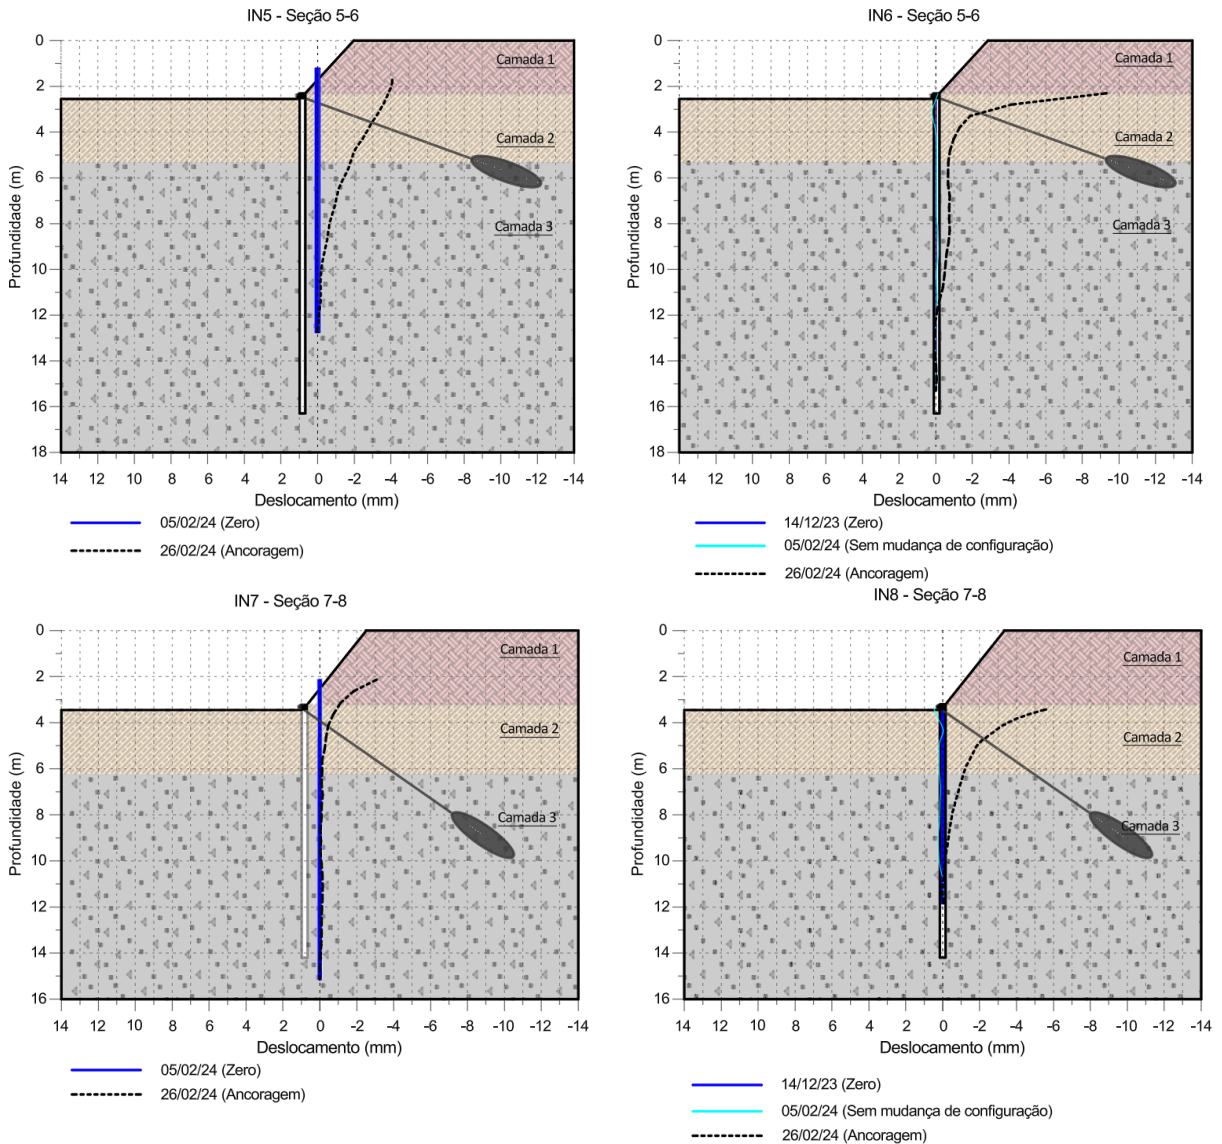 IN5 - Seção 5-6
0
2
4
6
8
10
12
14
16
18
Profundidade (m)
Camada 1
Camada 2
Camada 3
14 12 10 8 6 4 2 0 -2 -4 -6 -8 -10 -12 -14
Deslocamento (mm)
05/02/24 (Zero)
26/02/24 (Ancoragem)
IN6 - Seção 5-6
0
2
4
6
8
10
12
14
16
18
Profundidade (m)
Camada 1
Camada 2
Camada 3
14 12 10 8 6 4 2 0 -2 -4 -6 -8 -10 -12 -14
Deslocamento (mm)
14/12/23 (Zero)
05/02/24 (Sem mudança de configuração)
26/02/24 (Ancoragem)
IN7 - Seção 7-8
0
2
4
6
8
10
12
14
16
Profundidade (m)
Camada 1
Camada 2
Camada 3
14 12 10 8 6 4 2 0 -2 -4 -6 -8 -10 -12 -14
Deslocamento (mm)
05/02/24 (Zero)
26/02/24 (Ancoragem)
IN8 - Seção 7-8
0
2
4
6
8
10
12
14
16
Profundidade (m)
Camada 1
Camada 2
Camada 3
14 12 10 8 6 4 2 0 -2 -4 -6 -8 -10 -12 -14
Deslocamento (mm)
14/12/23 (Zero)
05/02/24 (Sem mudança de configuração)
26/02/24 (Ancoragem)